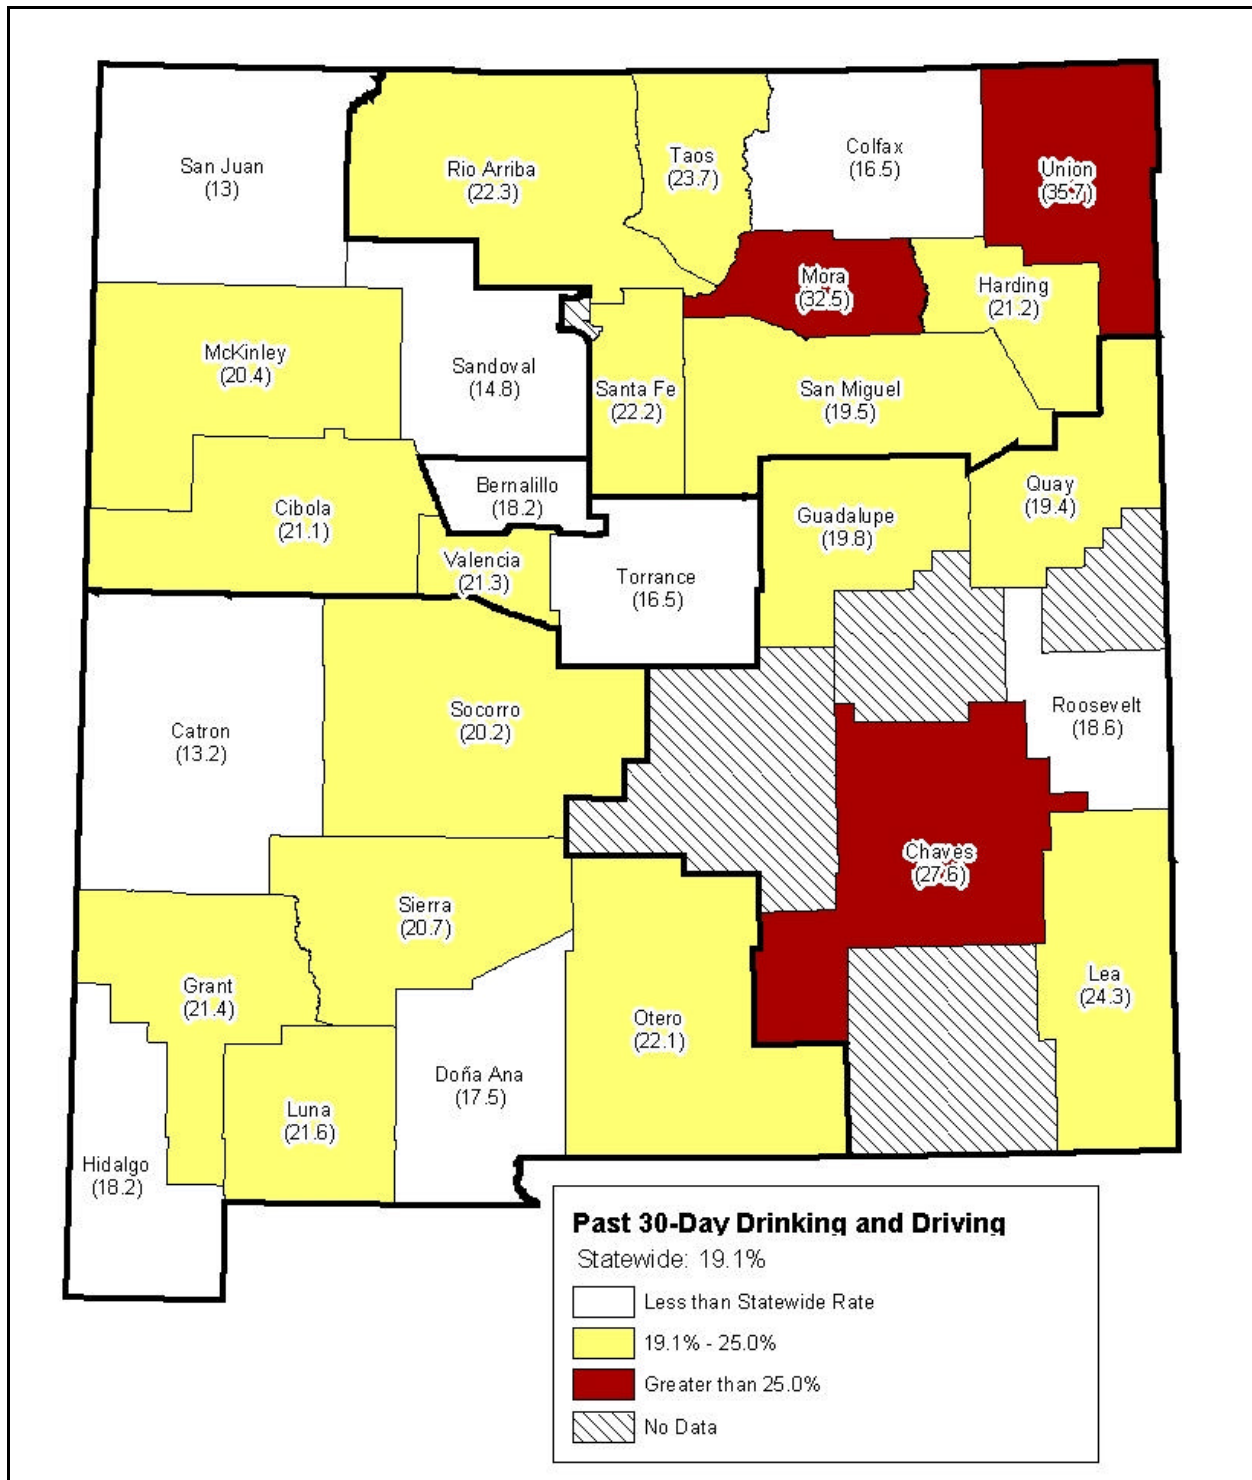 San Juan
(13)
Rio Arriba
(22.3)
Taos
(23.7)
Colfax
(16.5)
Union
(35.7)
Mora
(32.5)
Harding
(21.2)
McKinley
(20.4)
Sandoval
(14.8)
Santa Fe
(22.2)
San Miguel
(19.5)
Cibola
(21.1)
Bernalillo
(18.2)
Guadalupe
(19.8)
Quay
(19.4)
Valencia
(21.3)
Torrance
(16.5)
Catron
(13.2)
Socorro
(20.2)
Roosevelt
(18.6)
Chaves
(27.6)
Sierra
(20.7)
Grant
(21.4)
Lea
(24.3)
Otero
(22.1)
Doña Ana
(17.5)
Luna
(21.6)
Hidalgo
(18.2)
Past 30-Day Drinking and Driving
Statewide: 19.1%
Less than Statewide Rate
19.1% - 25.0%
Greater than 25.0%
No Data